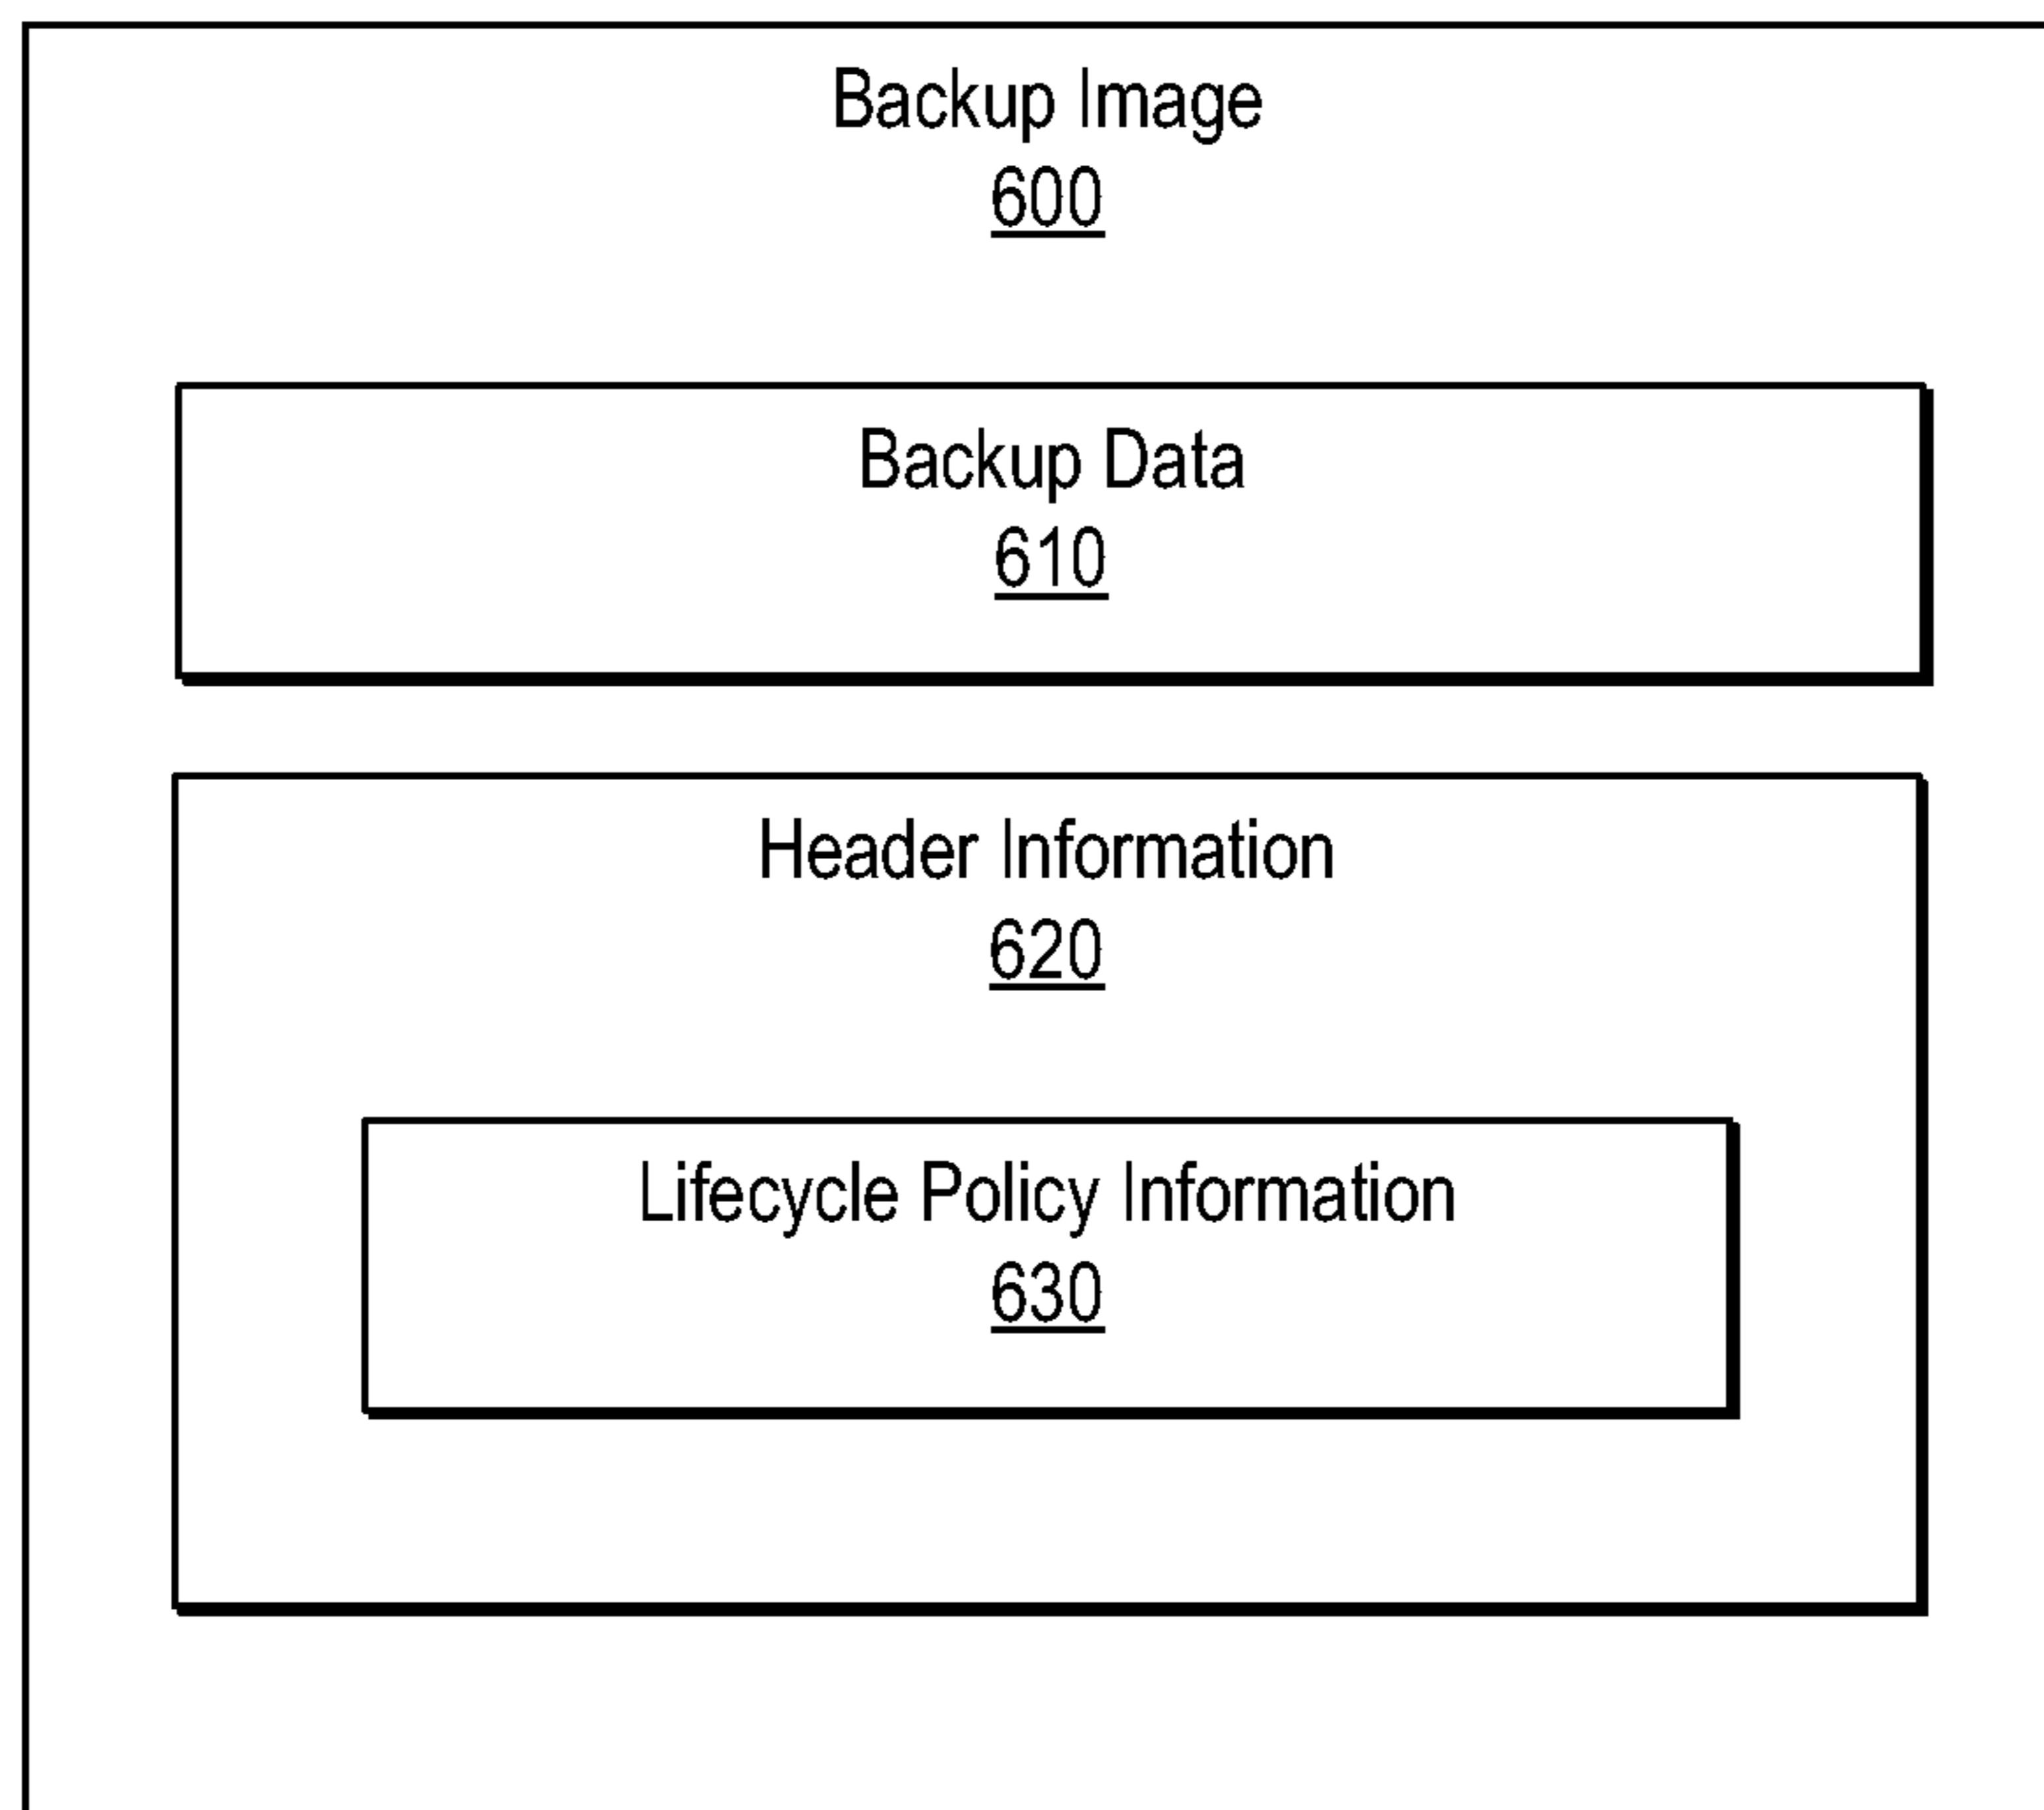 Backup Image
600
Backup Data
610
Header Information
620
Lifecycle Policy Information
630